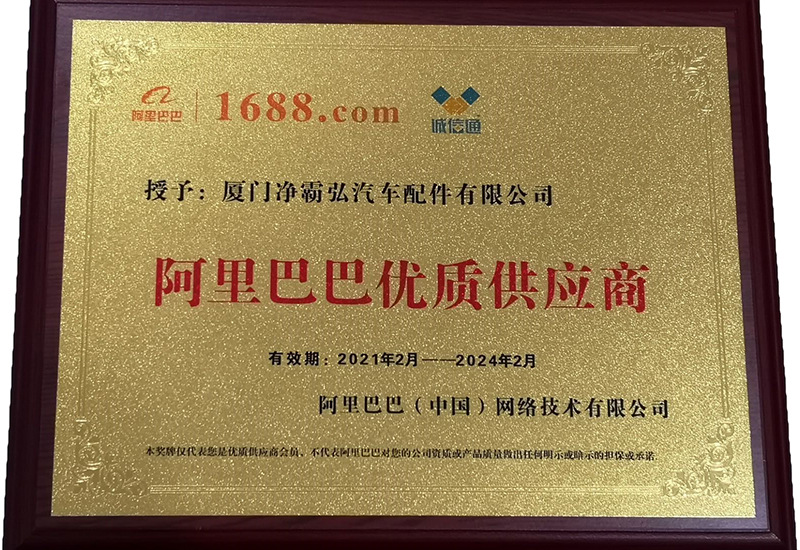 阿里巴巴 1688.com 诚信通
授予：厦门净霸弘汽车配件有限公司
阿里巴巴优质供应商
有效期：2021年2月——2024年2月
阿里巴巴（中国）网络技术有限公司
本奖牌仅代表您是优质供应商会员，不代表阿里巴巴对您的公司资质或产品质量做出任何明示或暗示的担保或承诺